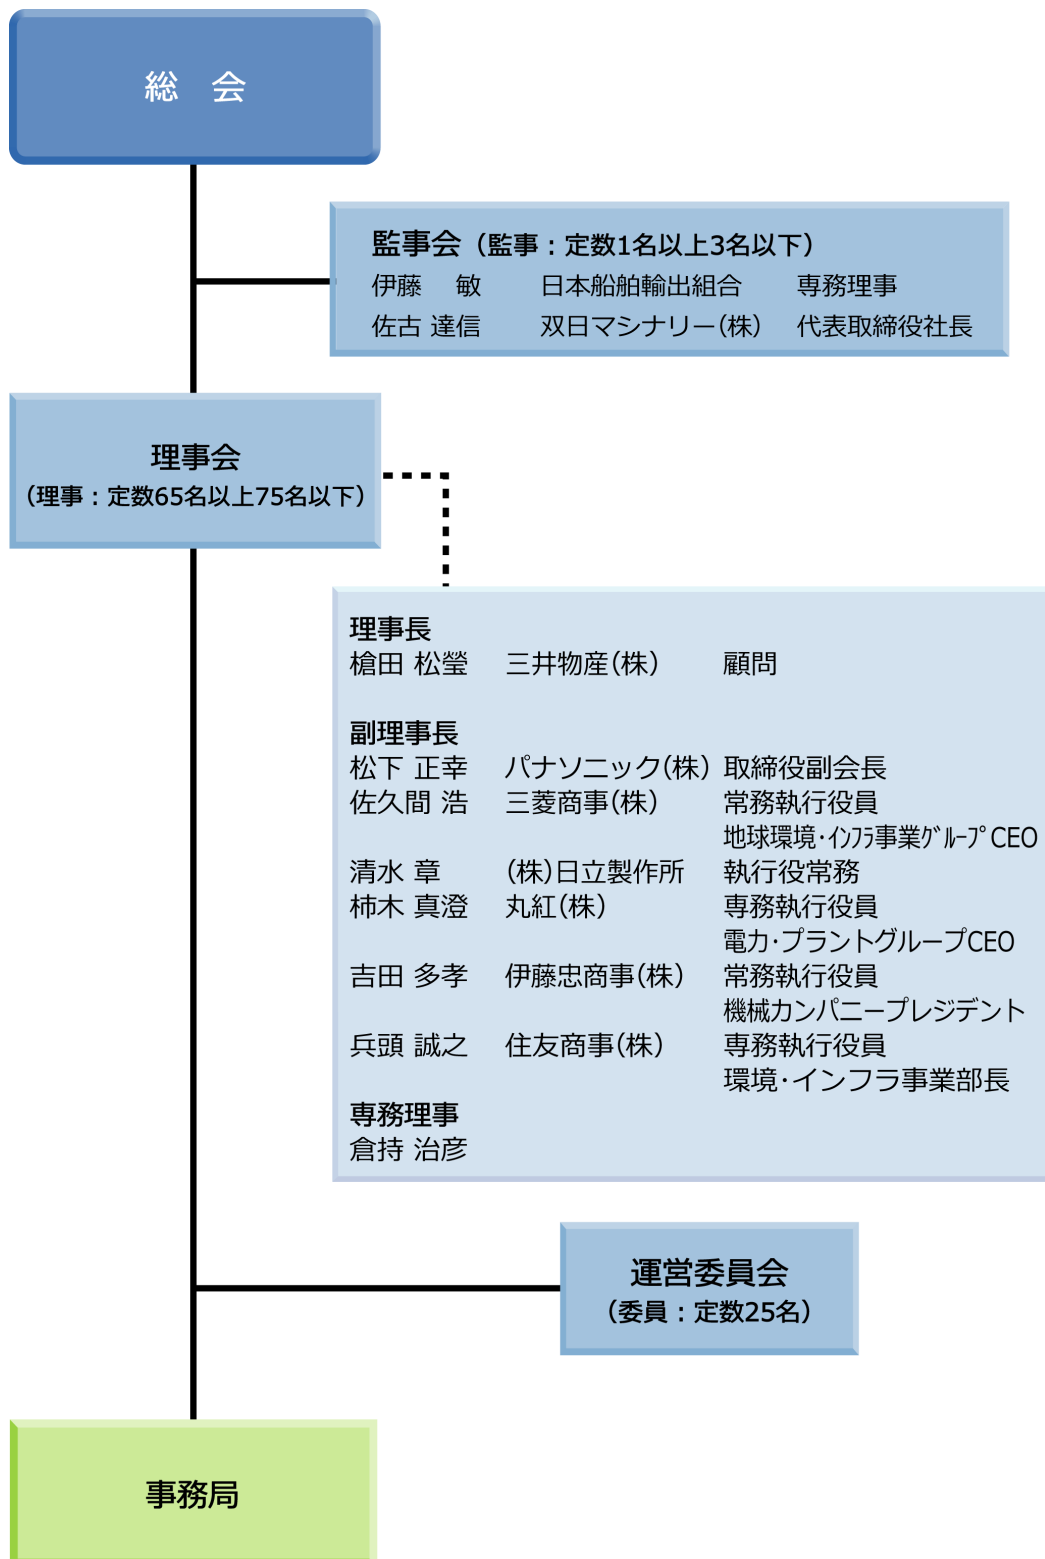 総　会
監事会（監事：定数1名以上3名以下）
伊藤　敏　日本船舶輸出組合　専務理事
佐古 達信　双日マシナリー(株)　代表取締役社長
理事会
（理事：定数65名以上75名以下）
理事長
槍田 松瑩　三井物産(株)　顧問
副理事長
松下 正幸　パナソニック(株)　取締役副会長
佐久間 浩　三菱商事(株)　常務執行役員
地球環境・ｲﾝﾌﾗ事業ｸﾞﾙｰﾌﾟCEO
清水 章　(株)日立製作所　執行役常務
柿木 真澄　丸紅(株)　専務執行役員
電力・プラントグループCEO
吉田 多孝　伊藤忠商事(株)　常務執行役員
機械カンパニープレジデント
兵頭 誠之　住友商事(株)　専務執行役員
環境・インフラ事業部長
専務理事
倉持 治彦
運営委員会
（委員：定数25名）
事務局